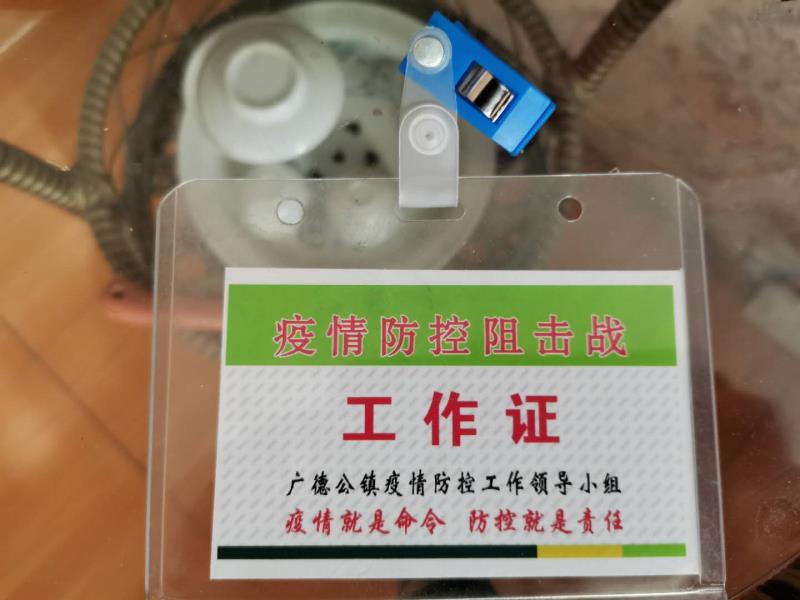 疫情防控阻击战
工作证
广德公镇疫情防控工作领导小组
疫情就是命令 防控就是责任